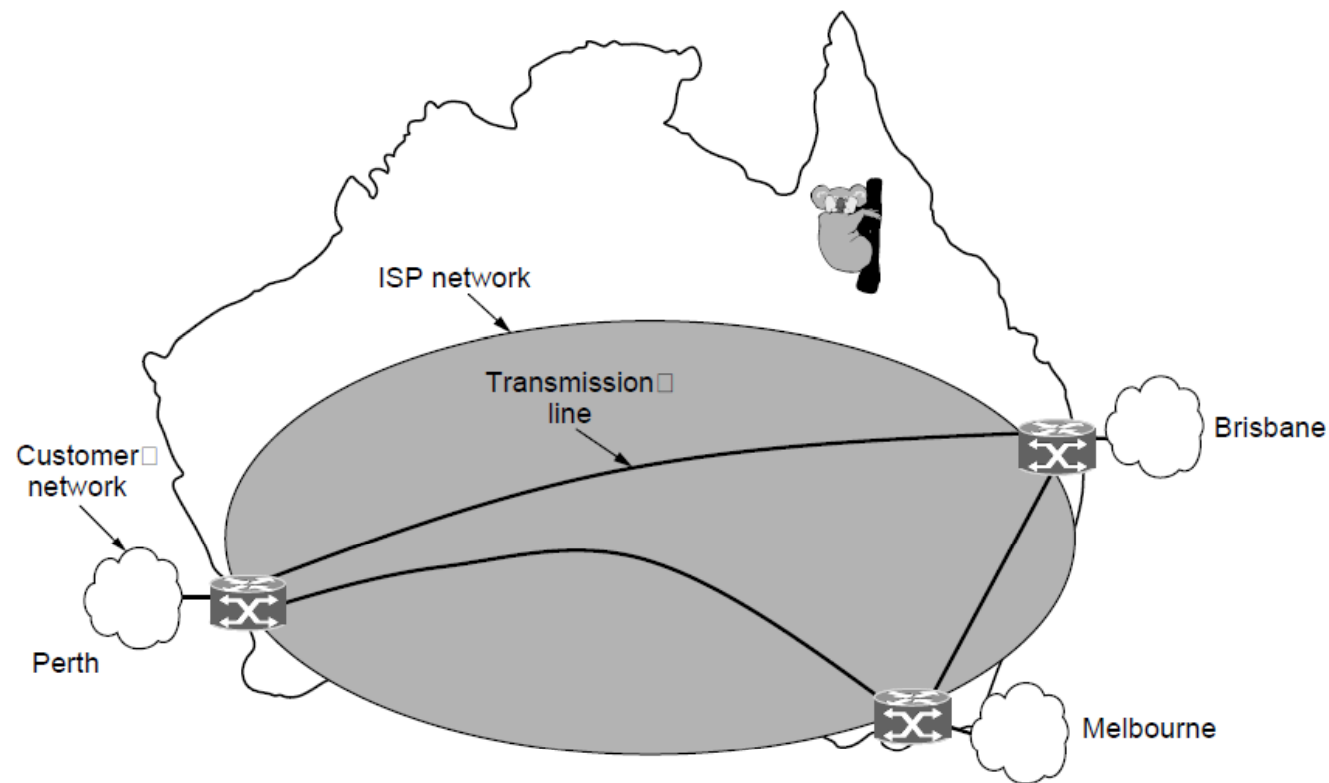 ISP network
Transmission□
line
Brisbane
Customer□
network
Perth
Melbourne